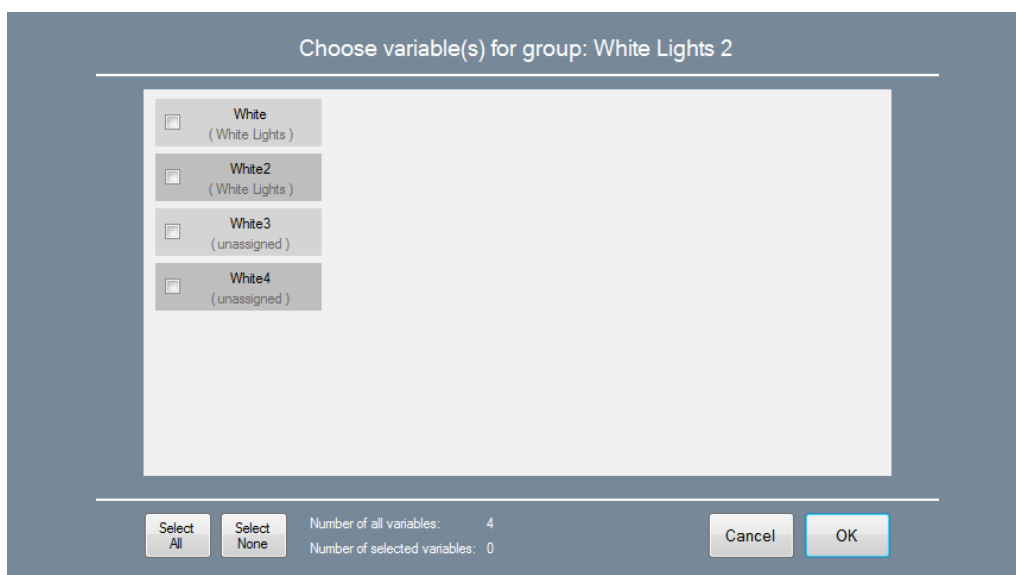 Choose variable(s) for group: White Lights 2
White
( White Lights )
White2
( White Lights )
White3
( unassigned )
White4
( unassigned )
Select
All
Select
None
Number of all variables: 4
Number of selected variables: 0
Cancel
OK